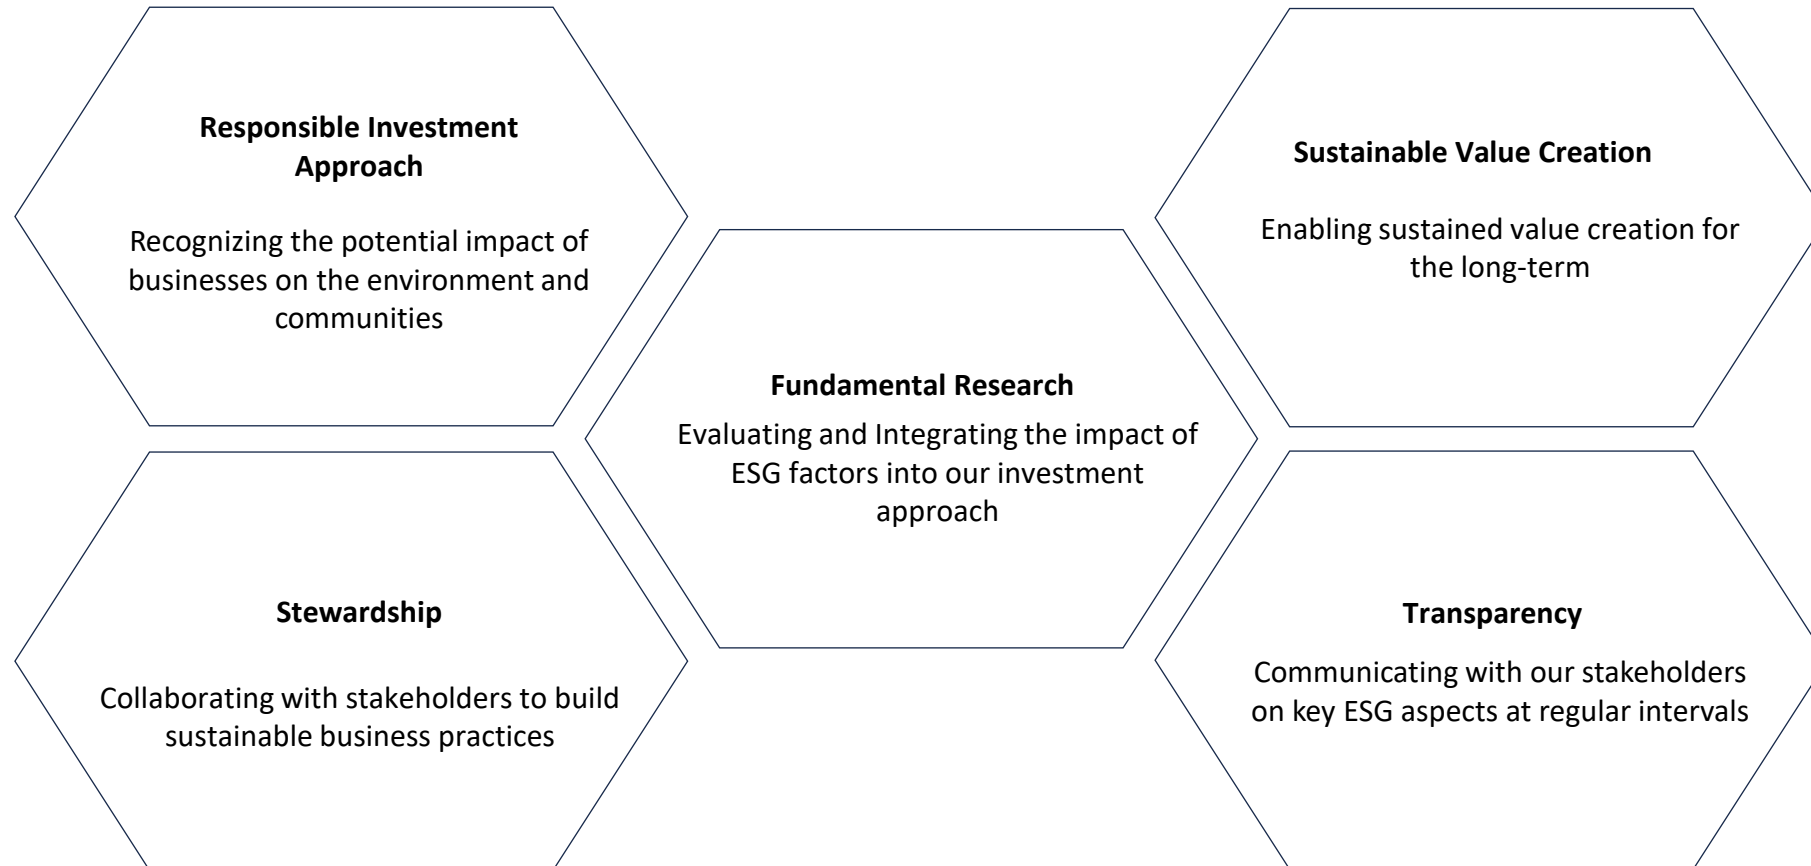 Responsible Investment
Approach
Recognizing the potential impact of
businesses on the environment and
communities
Sustainable Value Creation
Enabling sustained value creation for
the long-term
Fundamental Research
Evaluating and Integrating the impact of
ESG factors into our investment
approach
Stewardship
Collaborating with stakeholders to build
sustainable business practices
Transparency
Communicating with our stakeholders
on key ESG aspects at regular intervals